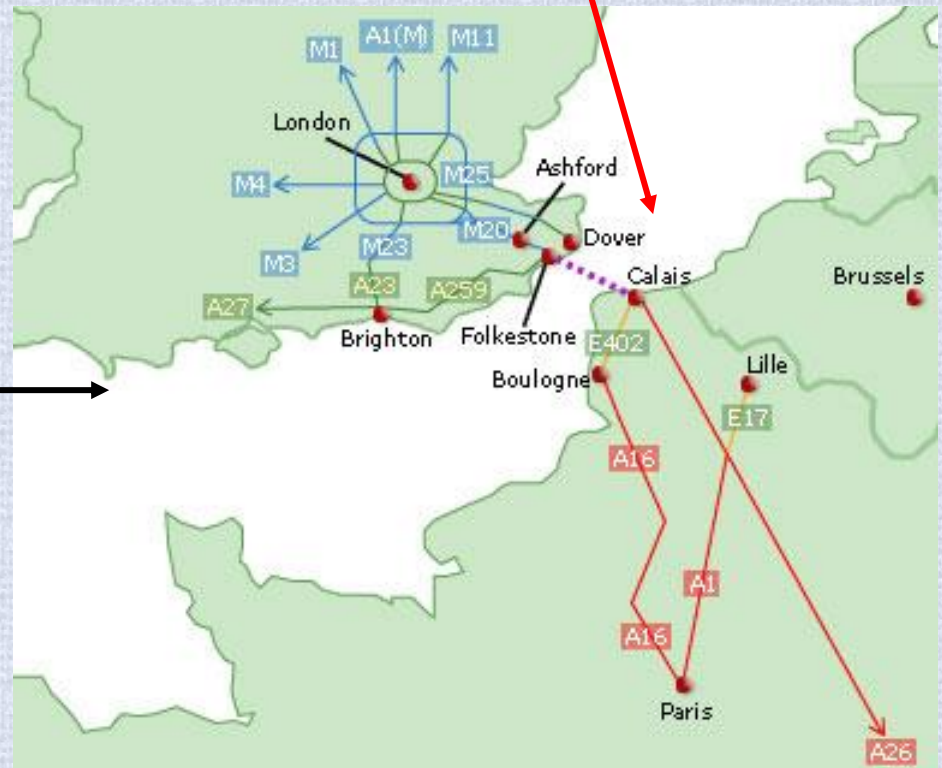 M1
A1(M)
M11
London
M4
M25
Ashford
M3
M23
M20
Dover
Calais
Brussels
A27
A23
A259
Brighton
Folkestone
E402
Boulogne
Lille
E17
A16
A1
A16
Paris
A26